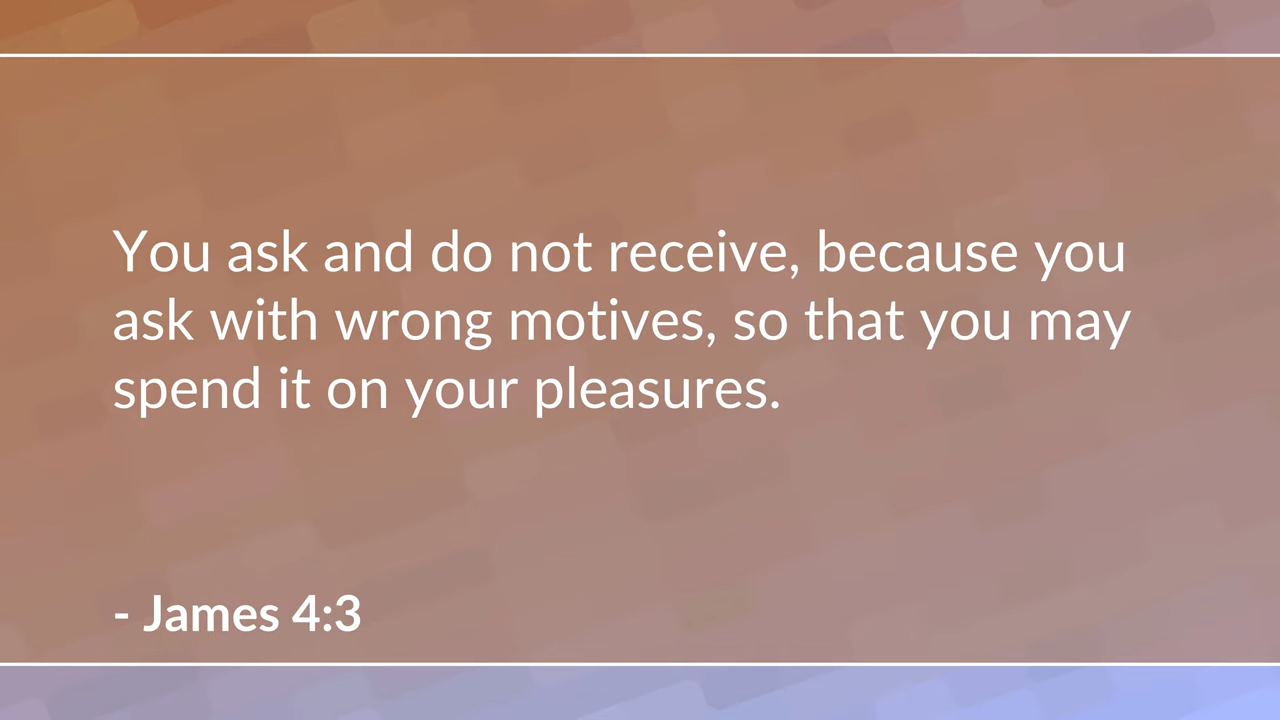 You ask and do not receive, because you
ask with wrong motives, so that you may
spend it on your pleasures.
- James 4:3